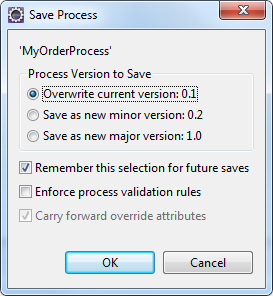 Save Process
'MyOrderProcess'
Process Version to Save
Overwrite current version: 0.1
Save as new minor version: 0.2
Save as new major version: 1.0
Remember this selection for future saves
Enforce process validation rules
Carry forward override attributes
OK
Cancel